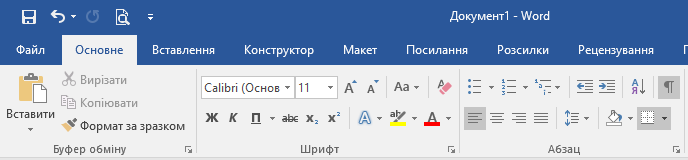 Документ1 - Word
Файл Основне Вставлення Конструктор Макет Посилання Розсилки Рецензування
Вирізати
Копіювати
Формат за зразком
Вставити
Буфер обміну
Calibri (Основ 11 Aa
Ж К П abc x₂ x² A ab A
Шрифт
Абзац